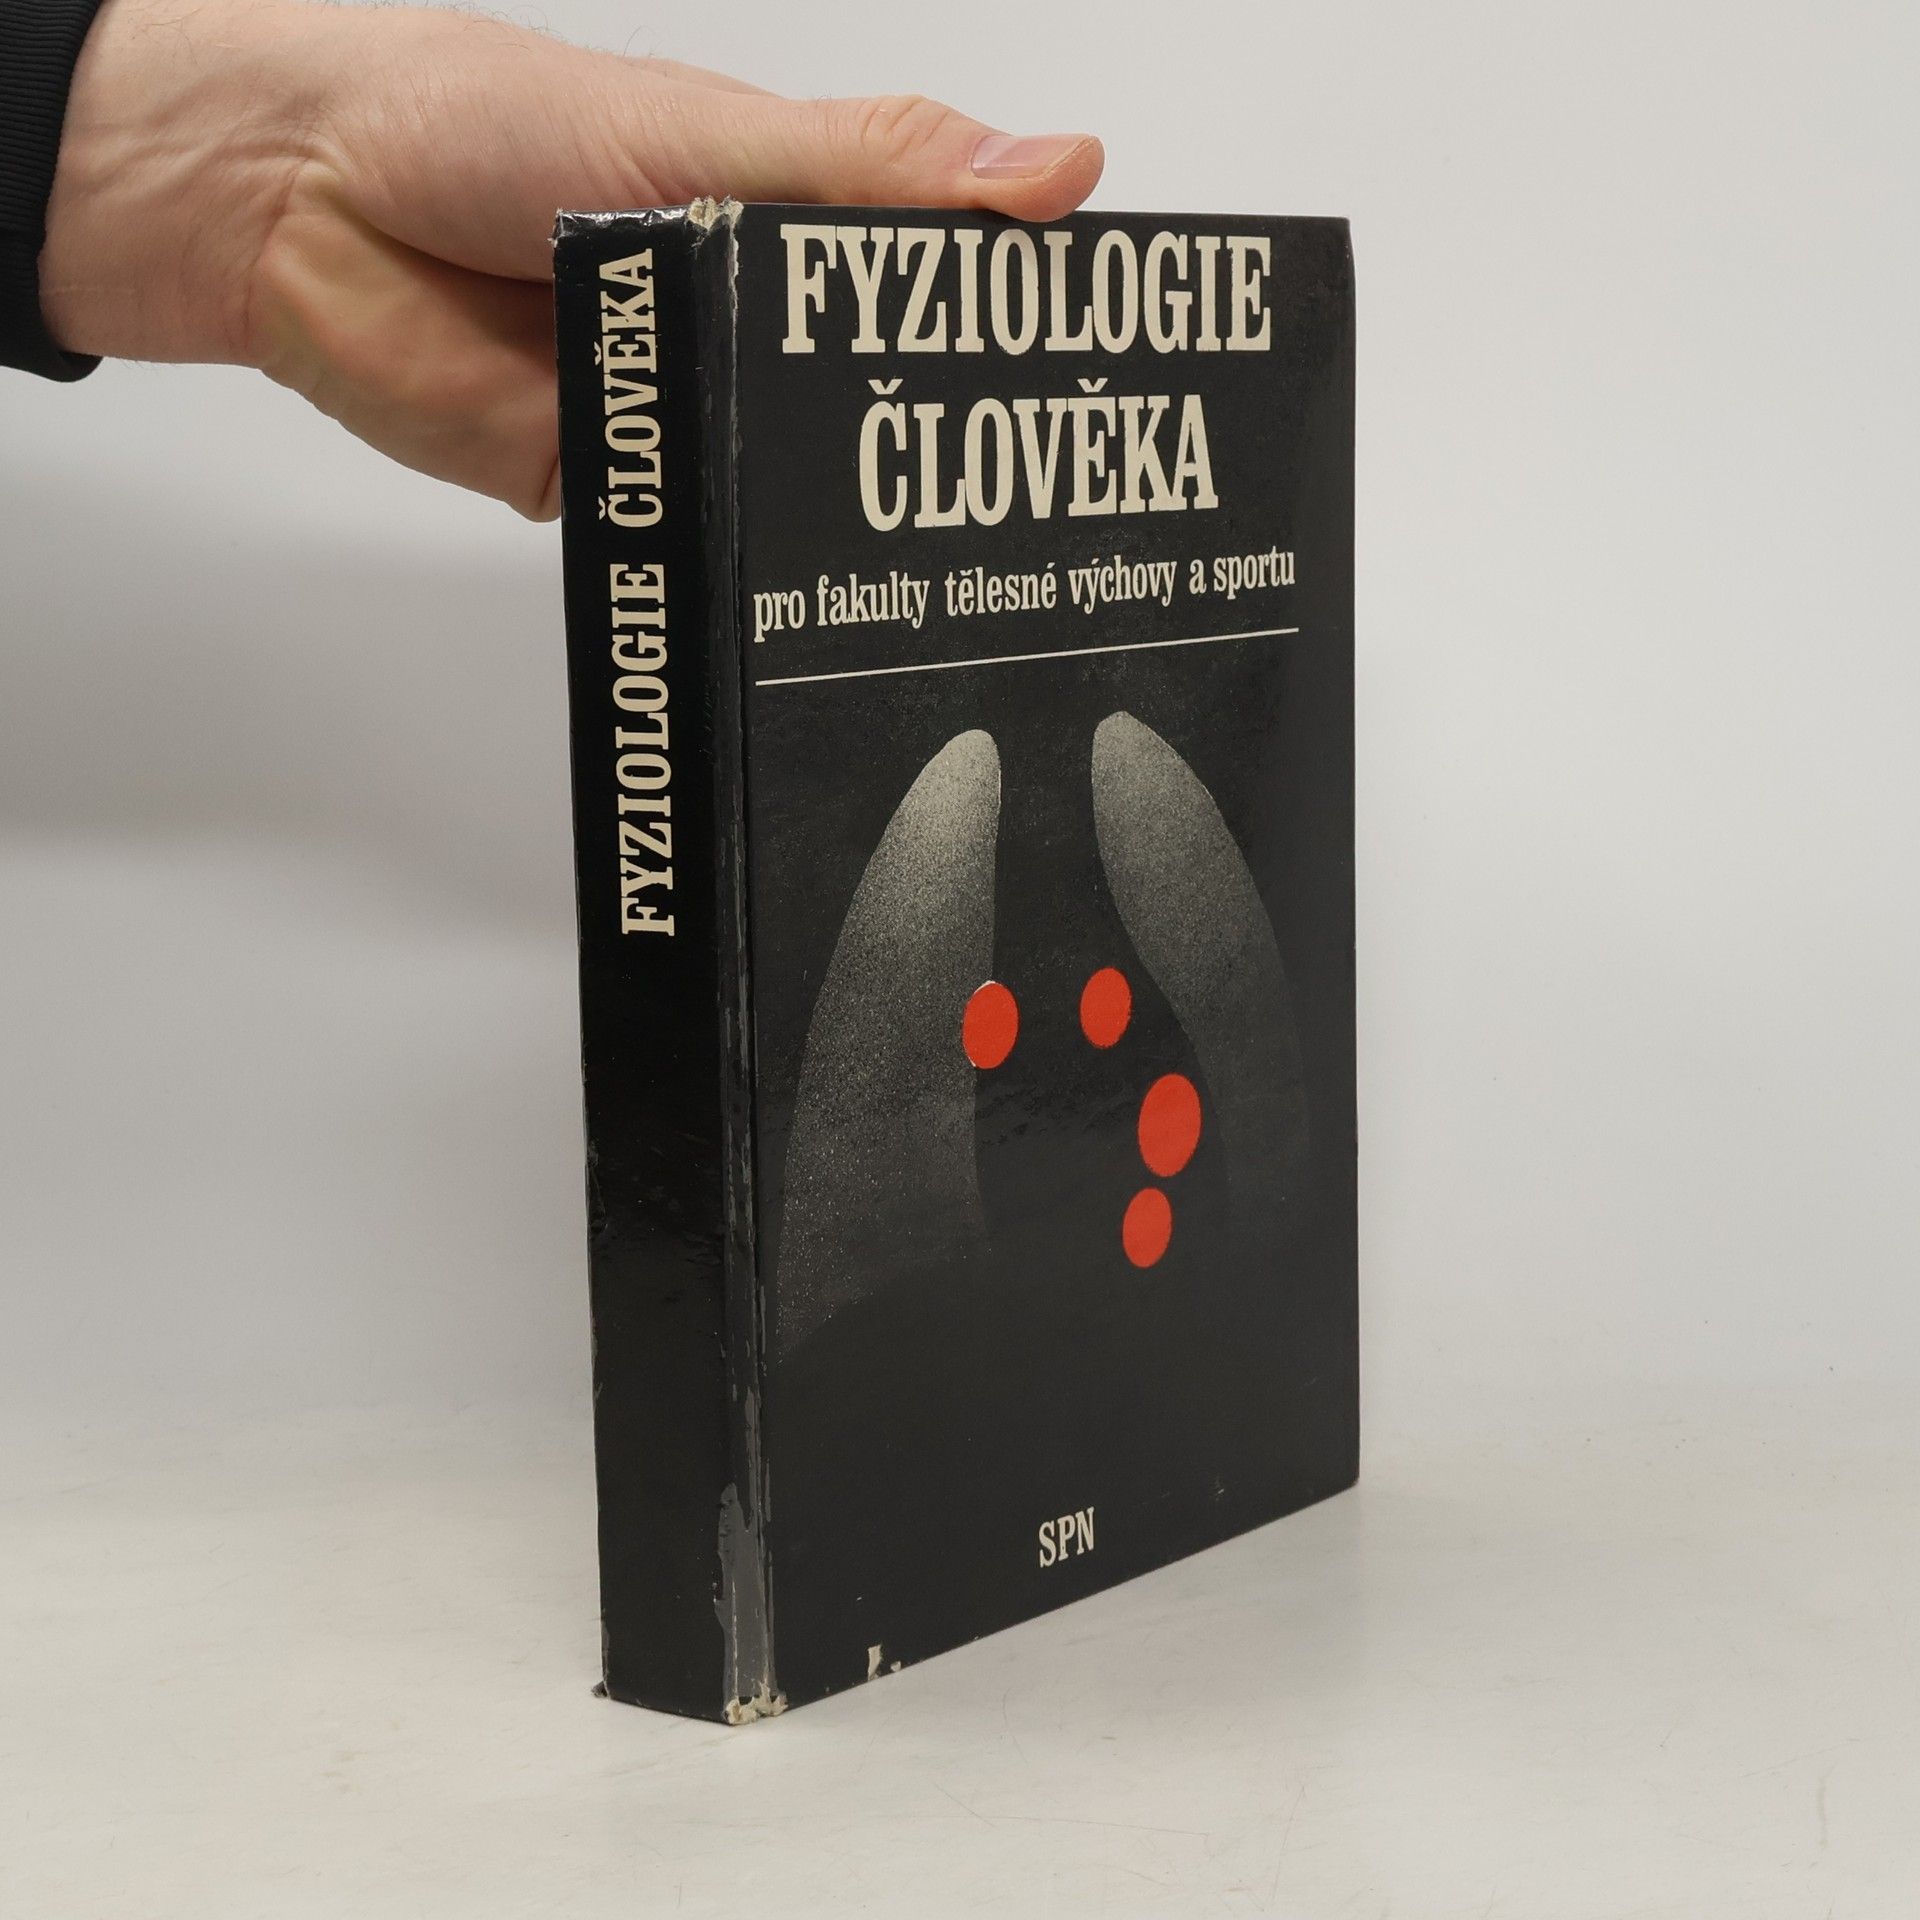 FYZIOLOGIE ČLOVĚKA
FYZIOLOGIE
ČLOVĚKA
pro fakulty tělesné výchovy a sportu
SPN